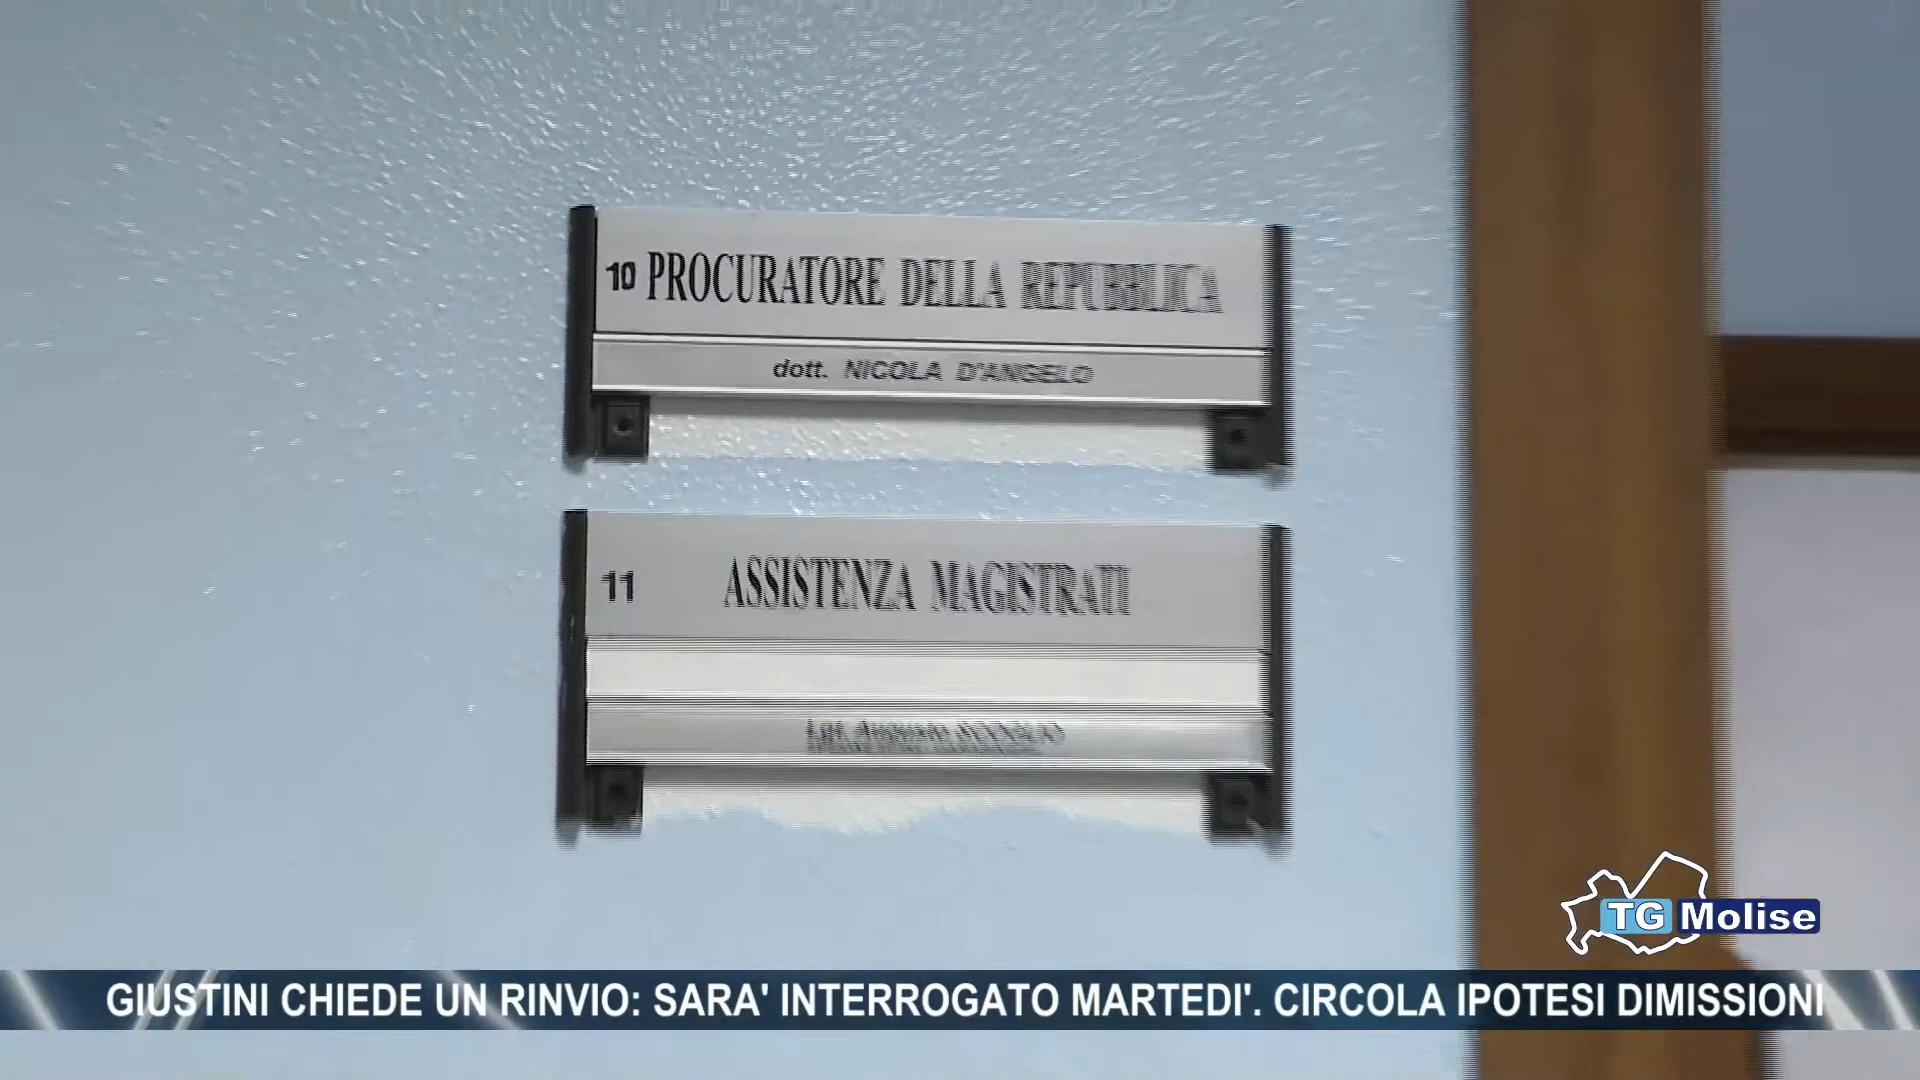 10 PROCURATORE DELLA REPUBBLICA
dott. NICOLA D'ANGELO
11 ASSISTENZA MAGISTRATI
TG Molise
GIUSTINI CHIEDE UN RINVIO: SARA' INTERROGATO MARTEDI'. CIRCOLA IPOTESI DIMISSIONI